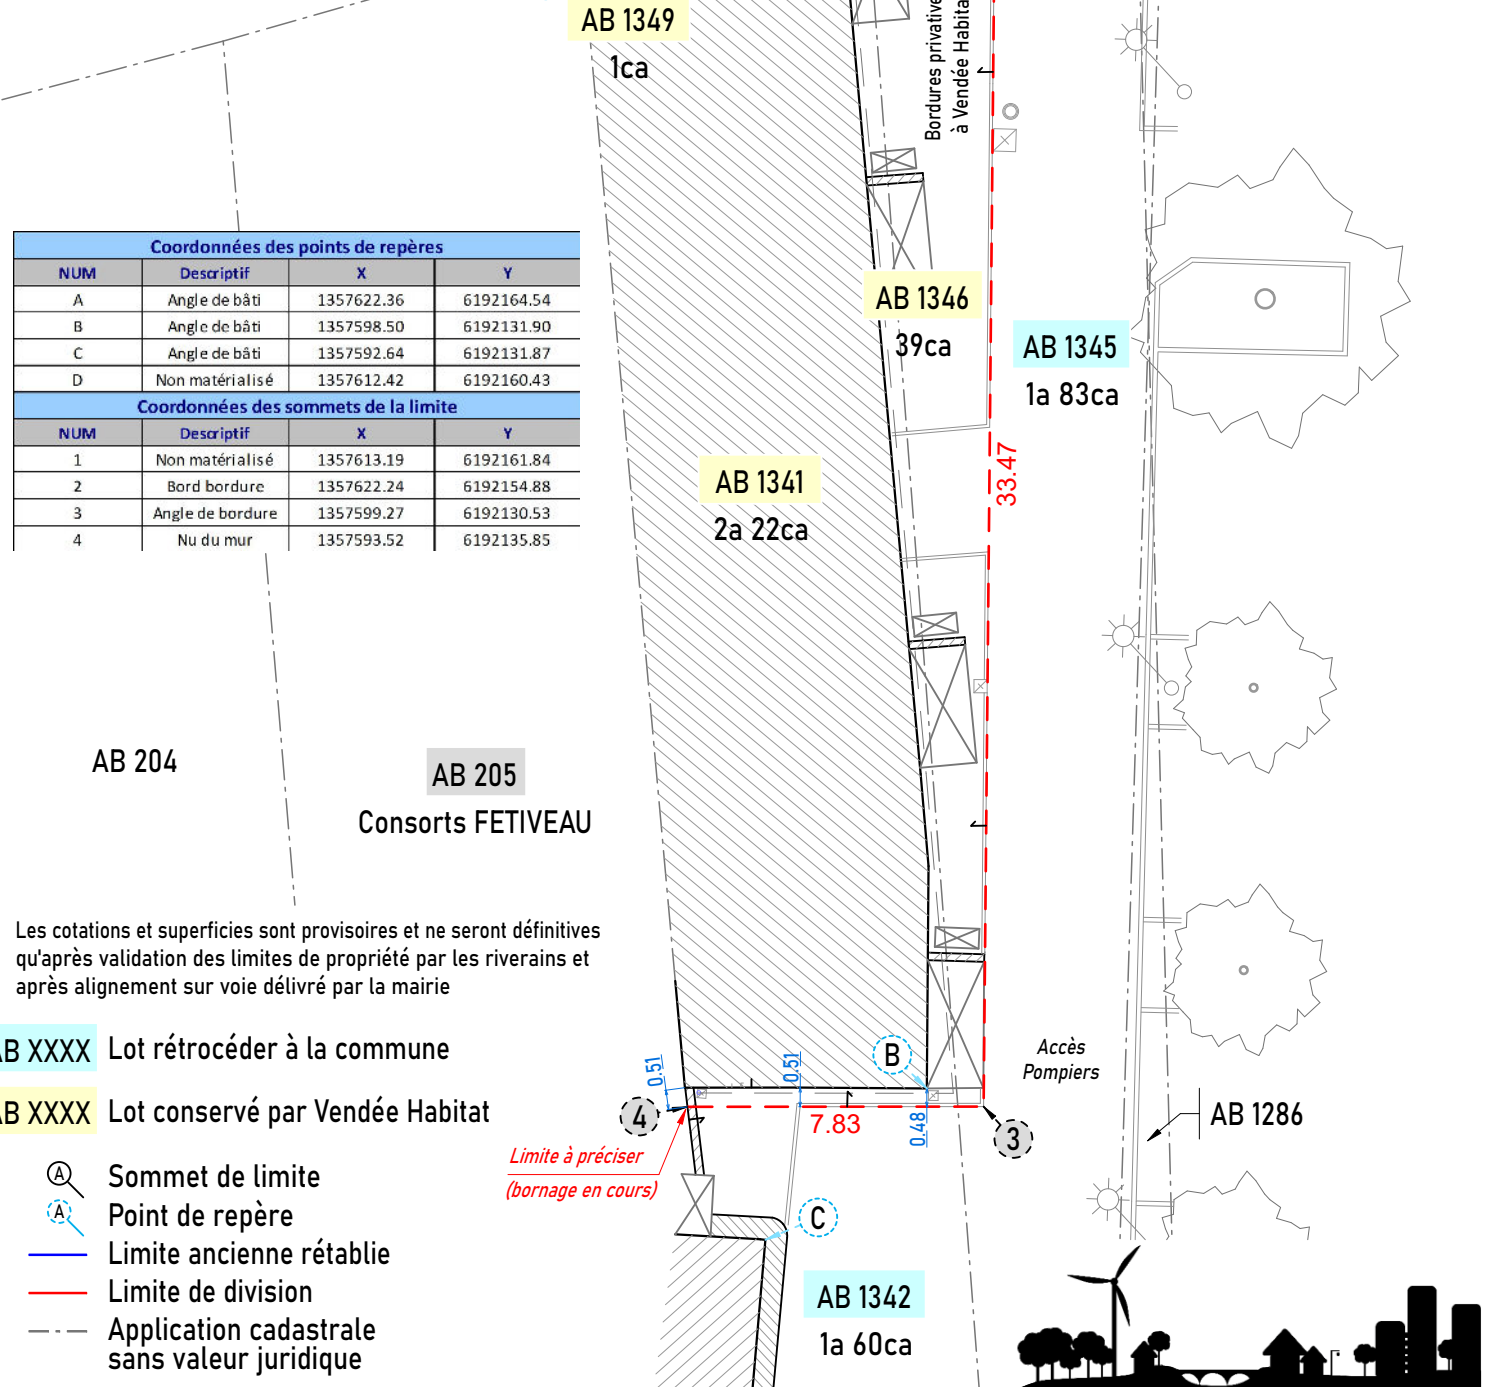 AB 1349
1ca
Bordures privative
à Vendée Habita
Coordonnées des points de repères
NUM Descriptif X Y
A Angle de bâti 1357622.36 6192164.54
B Angle de bâti 1357598.50 6192131.90
C Angle de bâti 1357592.64 6192131.87
D Non matérialisé 1357612.42 6192160.43
Coordonnées des sommets de la limite
NUM Descriptif X Y
1 Non matérialisé 1357613.19 6192161.84
2 Bord bordure 1357622.24 6192154.88
3 Angle de bordure 1357599.27 6192130.53
4 Nu du mur 1357593.52 6192135.85
AB 1346
39ca
AB 1345
1a 83ca
33.47
AB 1341
2a 22ca
AB 204
AB 205
Consorts FETIVEAU
Les cotations et superficies sont provisoires et ne seront définitives
qu'après validation des limites de propriété par les riverains et
après alignement sur voie délivré par la mairie
AB XXXX Lot rétrocéder à la commune
AB XXXX Lot conservé par Vendée Habitat
A Sommet de limite
A Point de repère
Limite ancienne rétablie
Limite de division
Application cadastrale
sans valeur juridique
0.51
0.51
B
0.48
4
7.83
3
Limite à préciser
(bornage en cours)
C
Accès
Pompiers
AB 1286
AB 1342
1a 60ca